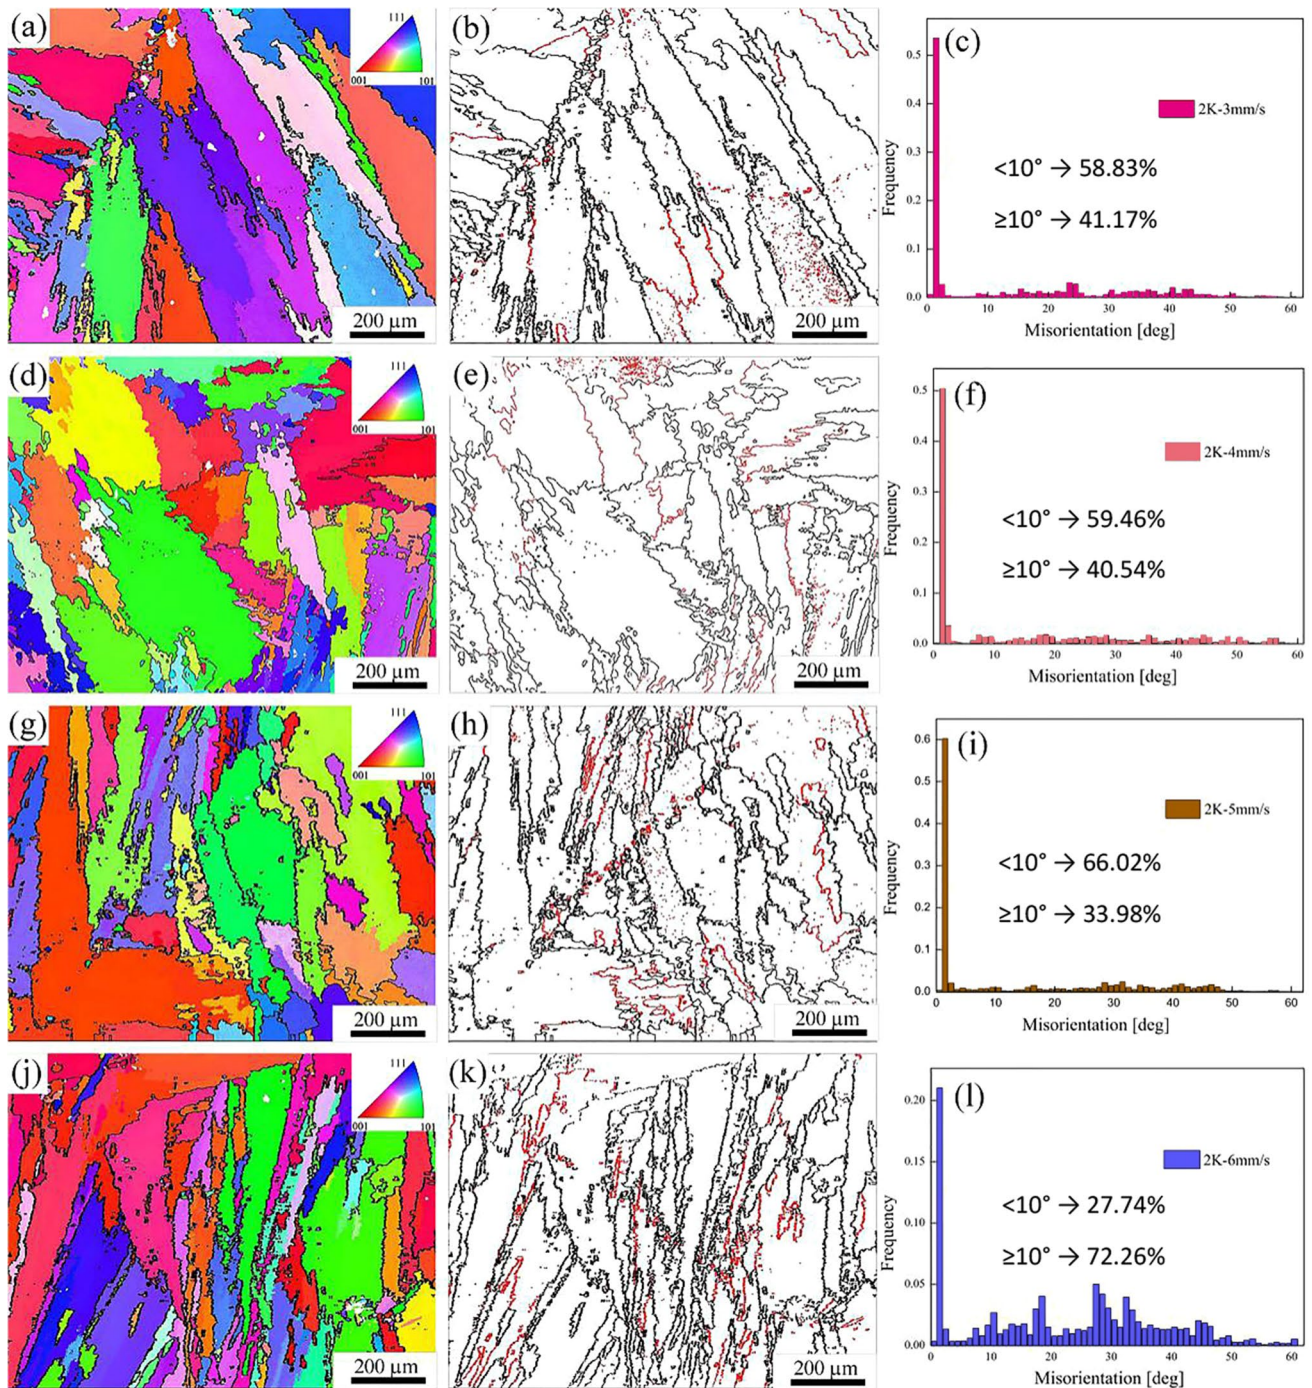 (a)
111
001 101
200 μm
(b)
200 μm
(c)
0.5
0.4
0.3
0.2
0.1
0.0
Frequency
2K-3mm/s
<10° → 58.83%
≥10° → 41.17%
0 10 20 30 40 50 60
Misorientation [deg]
(d)
111
001 101
200 μm
(e)
200 μm
(f)
0.5
0.4
0.3
0.2
0.1
0.0
Frequency
2K-4mm/s
<10° → 59.46%
≥10° → 40.54%
0 10 20 30 40 50 60
Misorientation [deg]
(g)
111
001 101
200 μm
(h)
200 μm
(i)
0.6
0.5
0.4
0.3
0.2
0.1
0.0
Frequency
2K-5mm/s
<10° → 66.02%
≥10° → 33.98%
0 10 20 30 40 50 60
Misorientation [deg]
(j)
111
001 101
200 μm
(k)
200 μm
(l)
0.20
0.15
0.10
0.05
0.00
Frequency
2K-6mm/s
<10° → 27.74%
≥10° → 72.26%
0 10 20 30 40 50 60
Misorientation [deg]